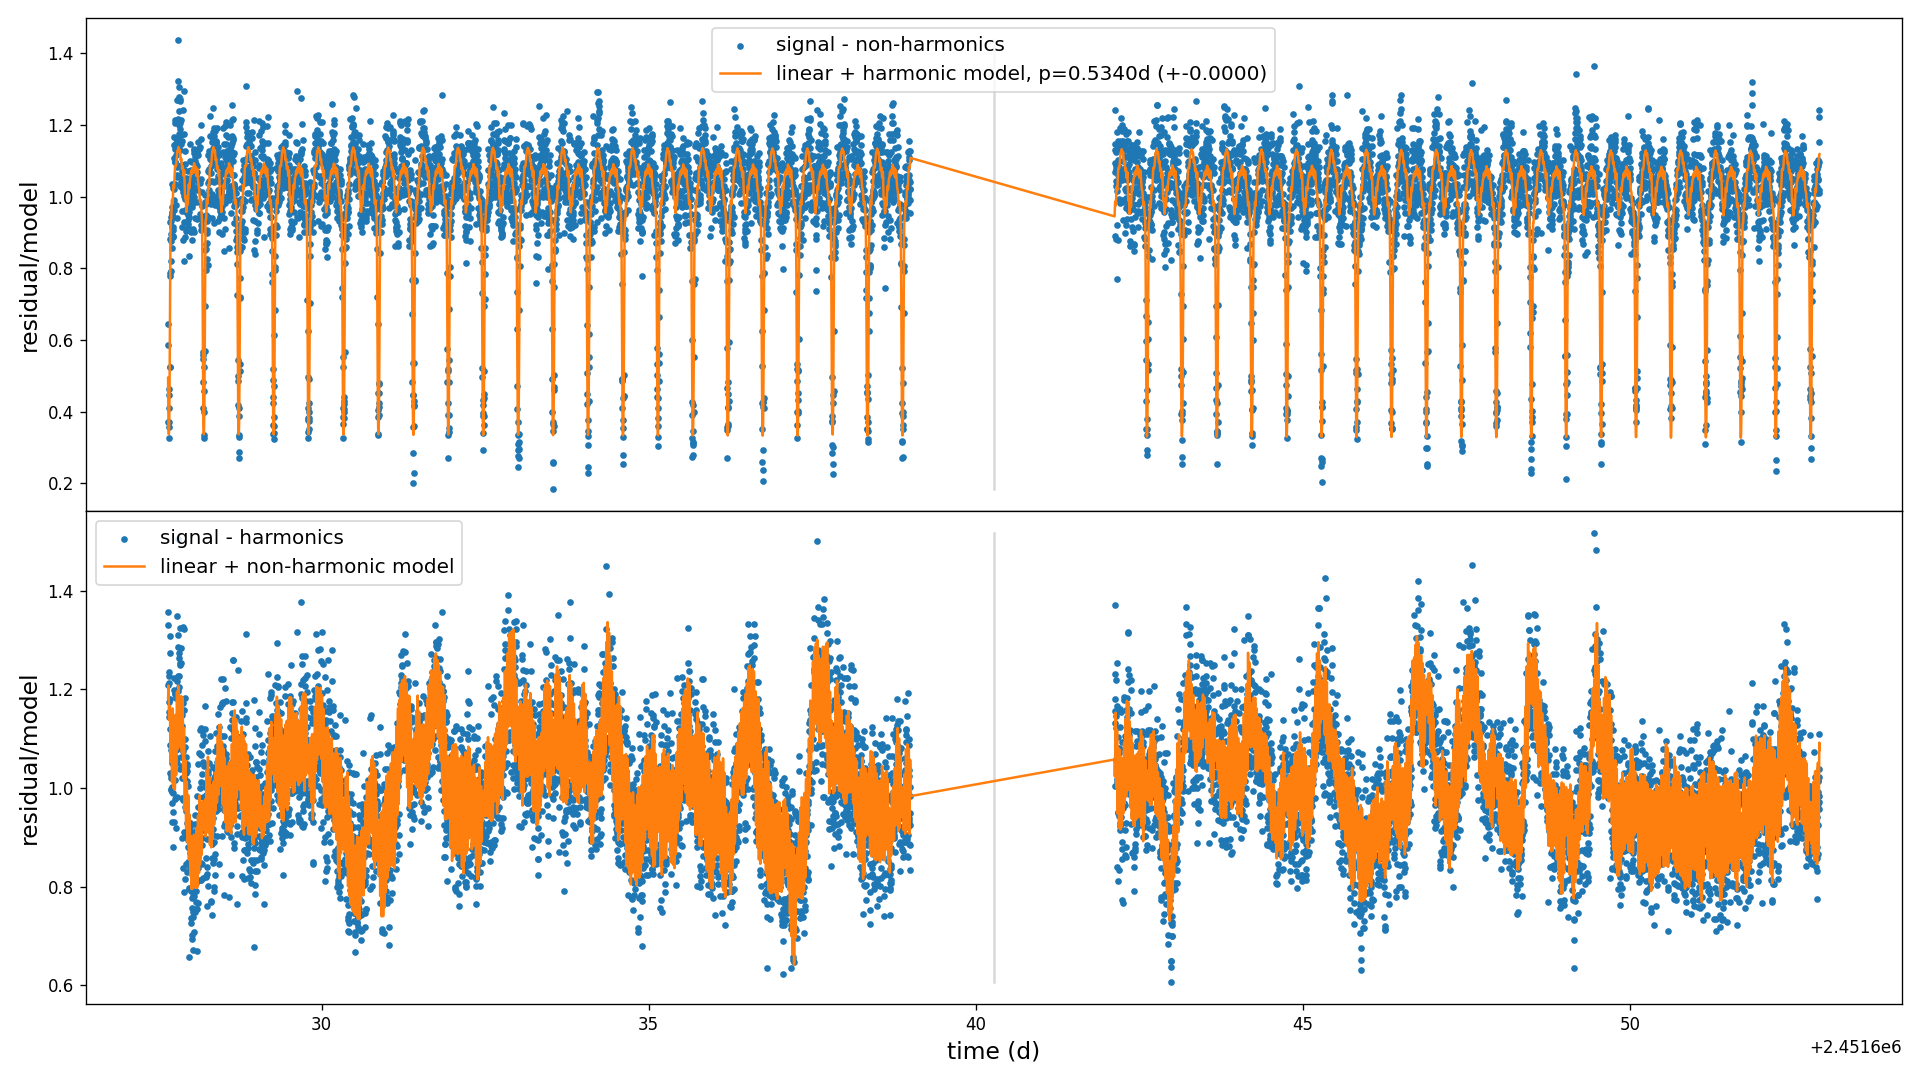 signal - non-harmonics
linear + harmonic model, p=0.5340d (+-0.0000)
residual/model
1.4
1.2
1.0
0.8
0.6
0.4
0.2
signal - harmonics
linear + non-harmonic model
residual/model
1.4
1.2
1.0
0.8
0.6
30
35
40
45
50
time (d)
+2.4516e6